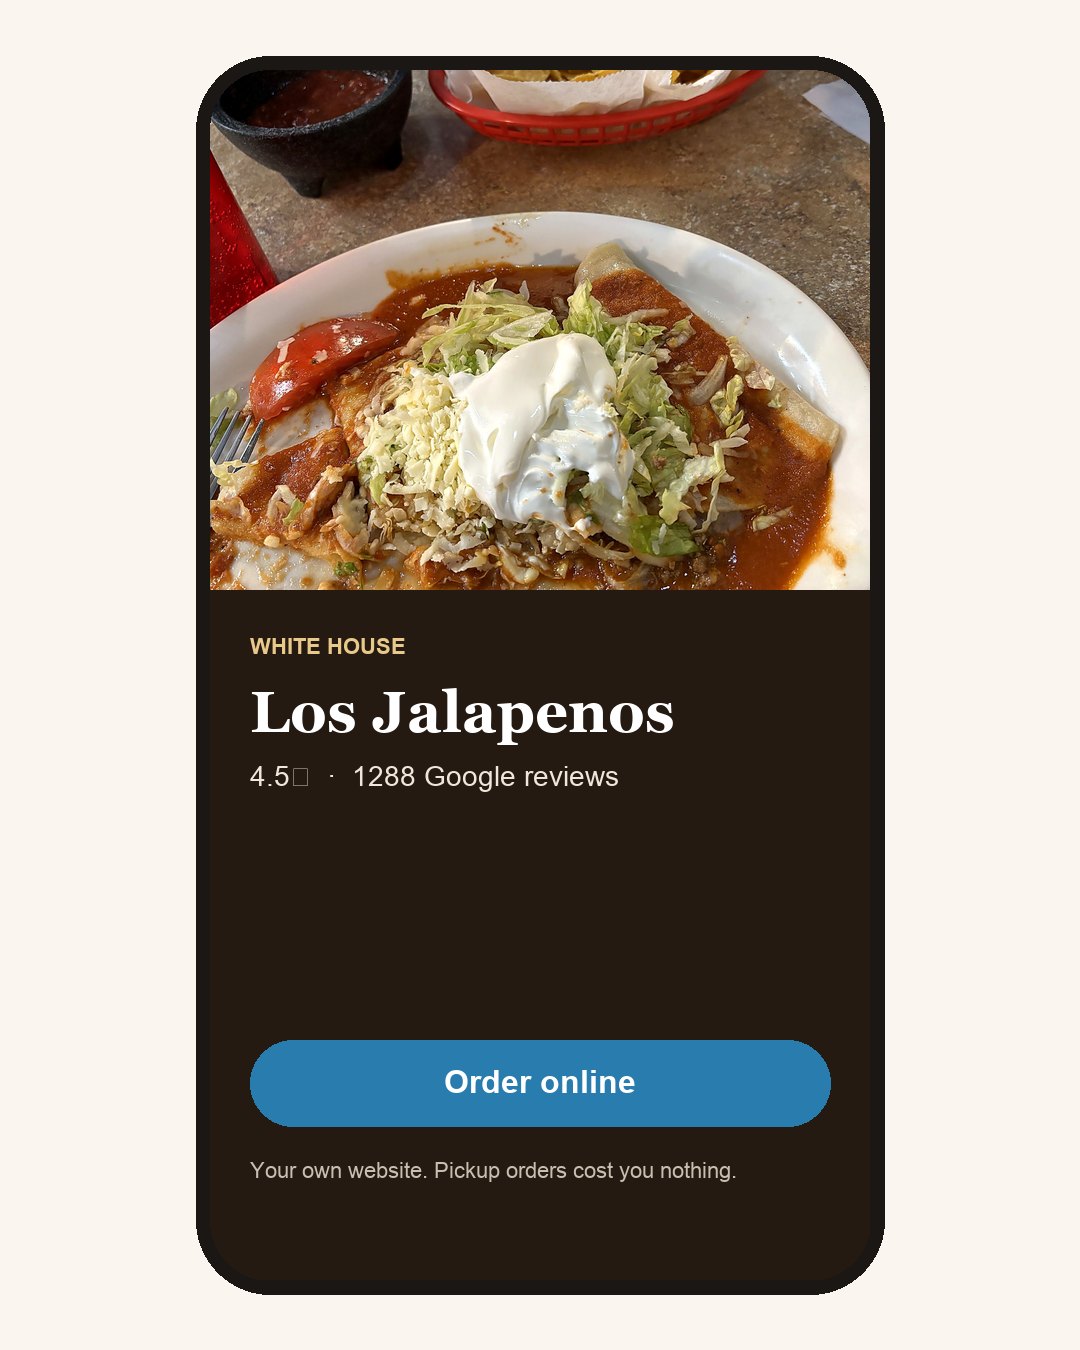 WHITE HOUSE
Los Jalapenos
4.5□ · 1288 Google reviews
Order online
Your own website. Pickup orders cost you nothing.